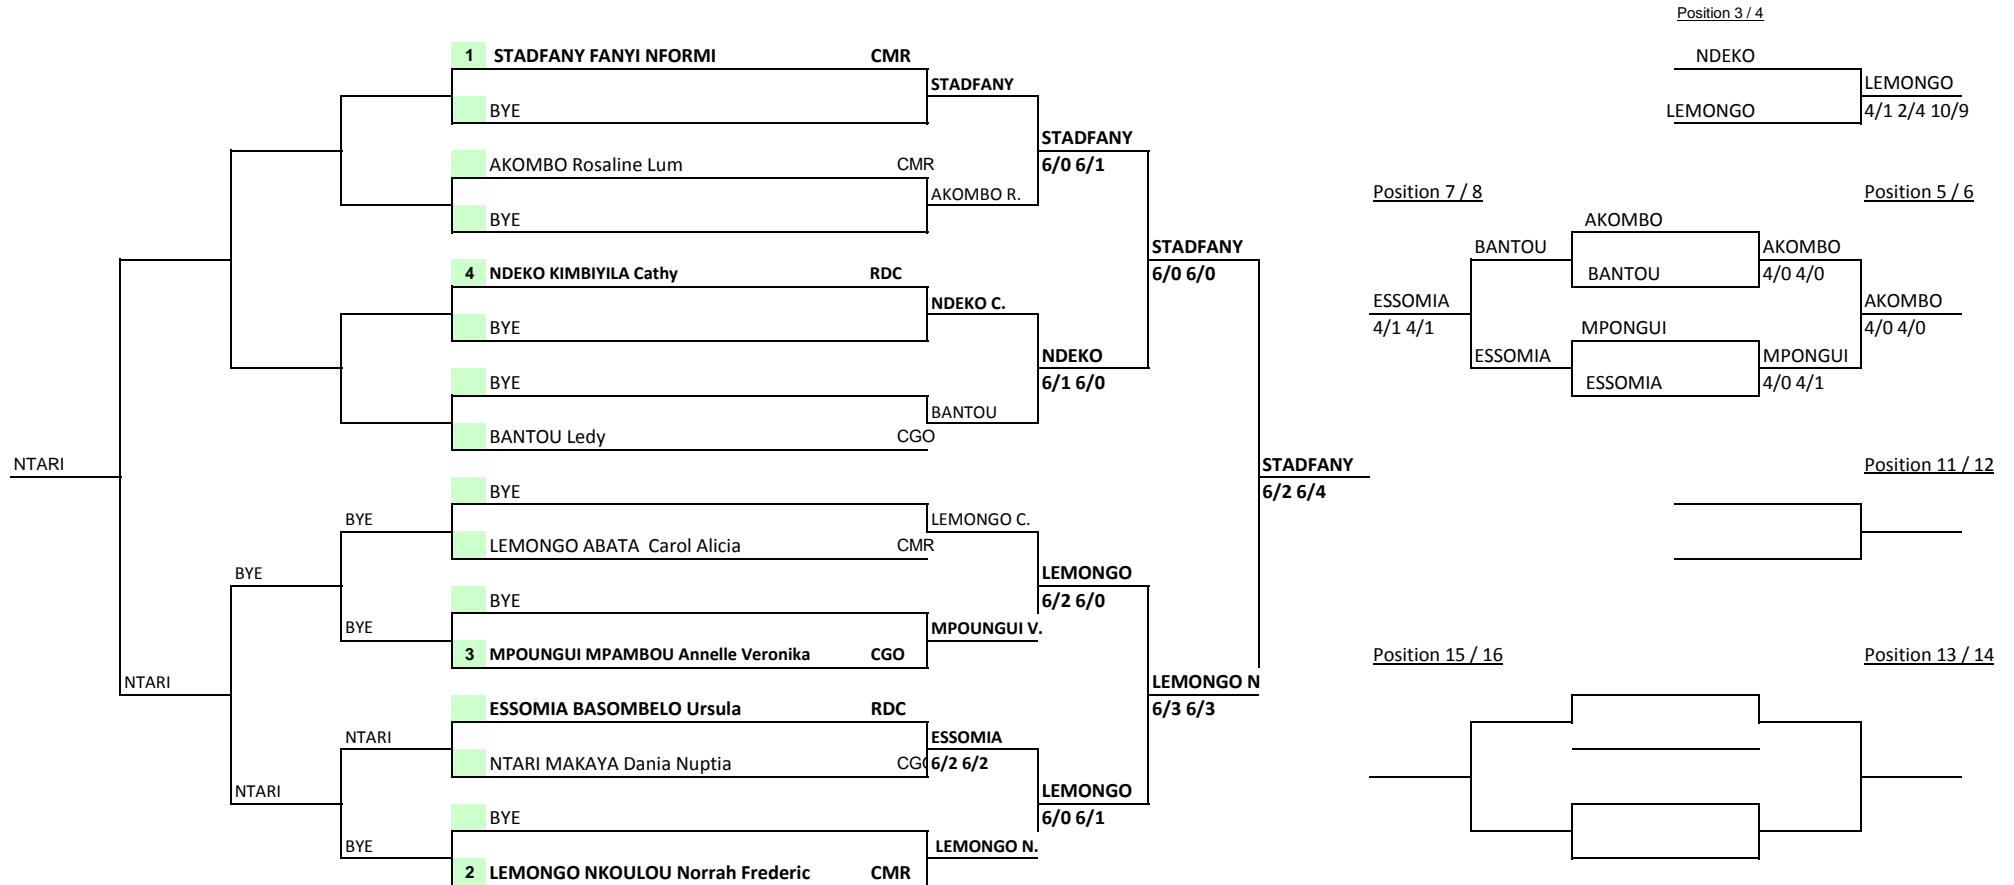 Position 3 / 4
1 STADFANY FANYI NFORMI CMR
NDEKO
STADFANY
LEMONGO
BYE
LEMONGO
4/1 2/4 10/9
STADFANY
AKOMBO Rosaline Lum CMR
6/0 6/1
AKOMBO R.
Position 7 / 8
Position 5 / 6
BYE
AKOMBO
STADFANY
BANTOU
AKOMBO
4 NDEKO KIMBIYILA Cathy RDC
6/0 6/0
BANTOU
4/0 4/0
NDEKO C.
ESSOMIA
AKOMBO
BYE
4/1 4/1
MPONGUI
4/0 4/0
NDEKO
ESSOMIA
MPONGUI
BYE
6/1 6/0
ESSOMIA
4/0 4/1
BANTOU
BANTOU Ledy CGO
NTARI
STADFANY
Position 11 / 12
BYE
6/2 6/4
BYE
LEMONGO C.
LEMONGO ABATA Carol Alicia CMR
BYE
LEMONGO
BYE
6/2 6/0
BYE
MPOUNGUI V.
3 MPOUNGUI MPAMBOU Annelle Veronika CGO
Position 15 / 16
Position 13 / 14
NTARI
LEMONGO N
ESSOMIA BASOMBELO Ursula RDC
6/3 6/3
NTARI
ESSOMIA
NTARI MAKAYA Dania Nuptia CG
6/2 6/2
NTARI
LEMONGO
BYE
6/0 6/1
BYE
LEMONGO N.
2 LEMONGO NKOULOU Norrah Frederic CMR